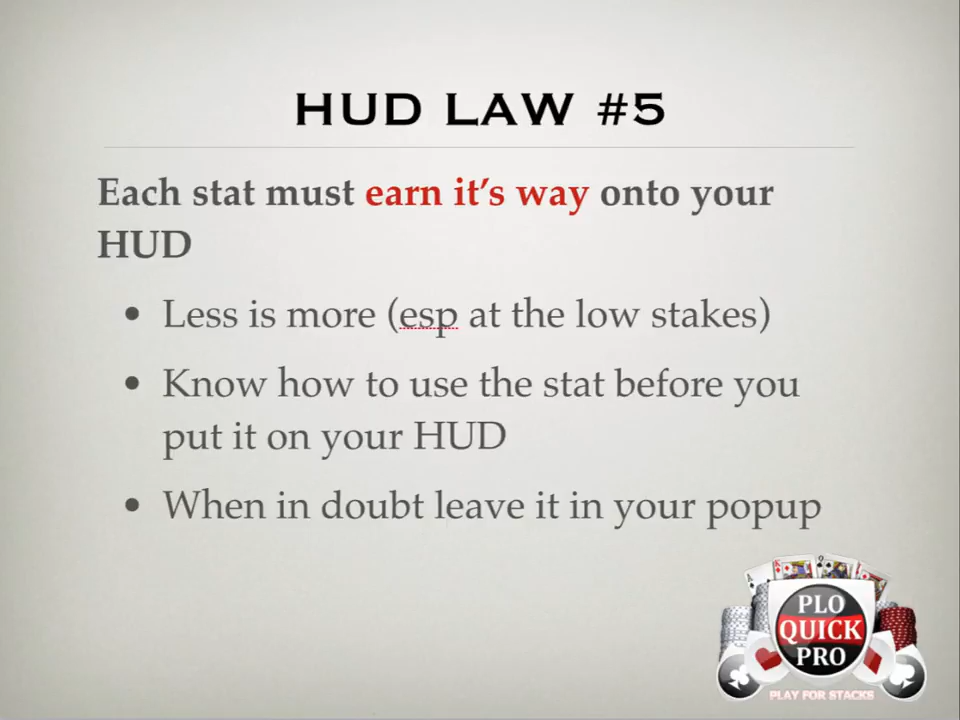 HUD LAW #5
Each stat must earn it's way onto your
HUD
• Less is more (esp at the low stakes)
• Know how to use the stat before you
put it on your HUD
• When in doubt leave it in your popup
PLO
QUICK
PRO
PLAY FOR STACKS